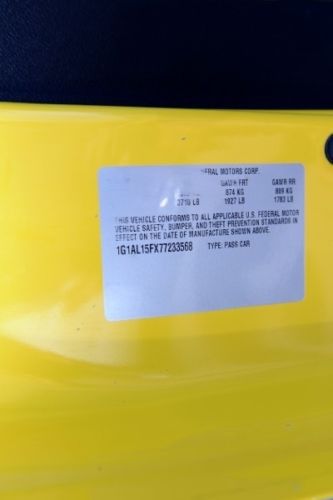 MOTORS CORP.
GAWR FRT GAWR RR
874 KG 809 KG
3710 LB 1927 LB 1783 LB
THIS VEHICLE CONFORMS TO ALL APPLICABLE U.S. FEDERAL MOTOR
VEHICLE SAFETY, BUMPER, AND THEFT PREVENTION STANDARDS IN
EFFECT ON THE DATE OF MANUFACTURE SHOWN ABOVE.
1G1AL15FX77233568 TYPE: PASS CAR